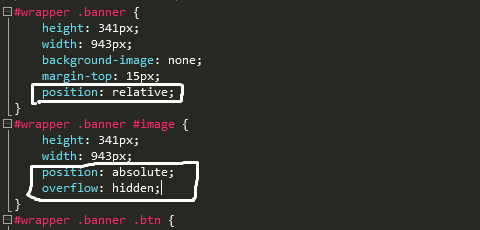 #wrapper .banner {
height: 341px;
width: 943px;
background-image: none;
margin-top: 15px;
position: relative;
}
#wrapper .banner #image {
height: 341px;
width: 943px;
position: absolute;
overflow: hidden;
}
#wrapper .banner .btn {